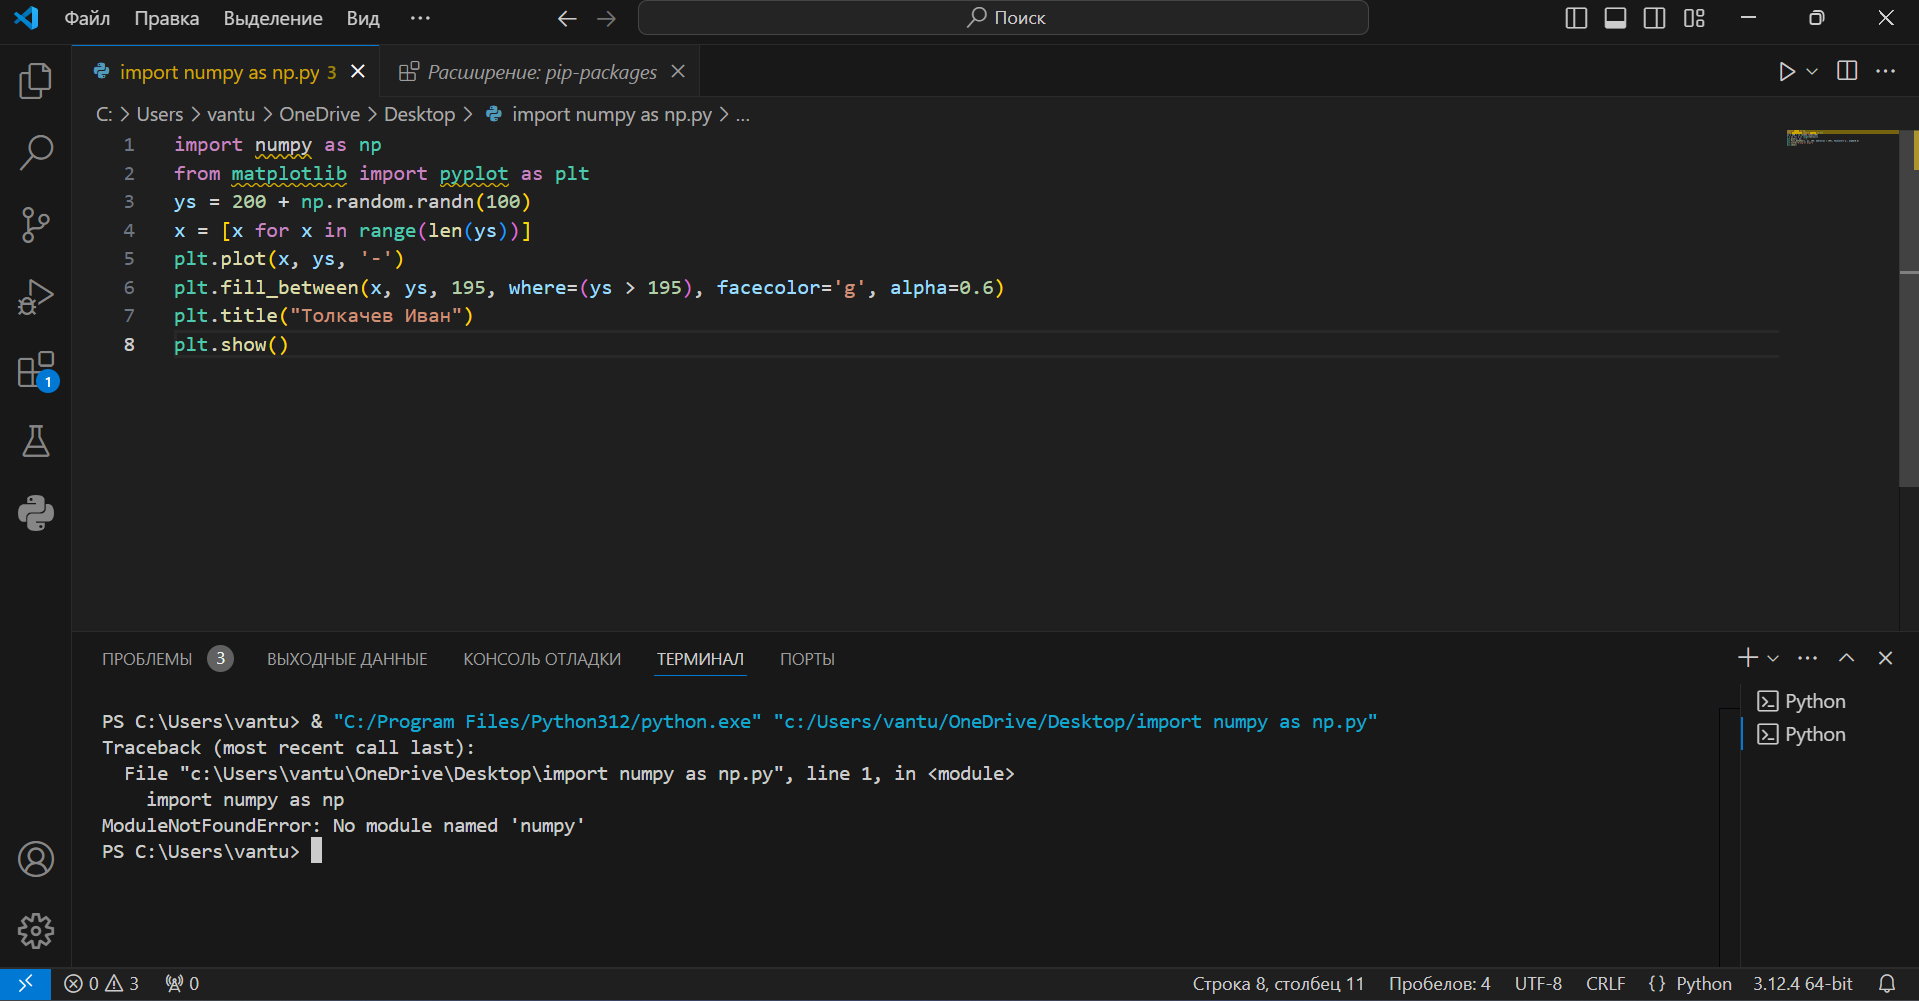 Файл Правка Выделение Вид ··· Поиск
import numpy as np.py 3 Расширение: pip-packages
C: > Users > vantu > OneDrive > Desktop > import numpy as np.py > ...
1 import numpy as np
2 from matplotlib import pyplot as plt
3 ys = 200 + np.random.randn(100)
4 x = [x for x in range(len(ys))]
5 plt.plot(x, ys, '-')
6 plt.fill_between(x, ys, 195, where=(ys > 195), facecolor='g', alpha=0.6)
7 plt.title("Толкачев Иван")
8 plt.show()
1
ПРОБЛЕМЫ 3 ВЫХОДНЫЕ ДАННЫЕ КОНСОЛЬ ОТЛАДКИ ТЕРМИНАЛ ПОРТЫ
Python
Python
PS C:\Users\vantu> & "C:/Program Files/Python312/python.exe" "c:/Users/vantu/OneDrive/Desktop/import numpy as np.py"
Traceback (most recent call last):
File "c:\Users\vantu\OneDrive\Desktop\import numpy as np.py", line 1, in <module>
import numpy as np
ModuleNotFoundError: No module named 'numpy'
PS C:\Users\vantu>
0 3 0 Строка 8, столбец 11 Пробелов: 4 UTF-8 CRLF {} Python 3.12.4 64-bit